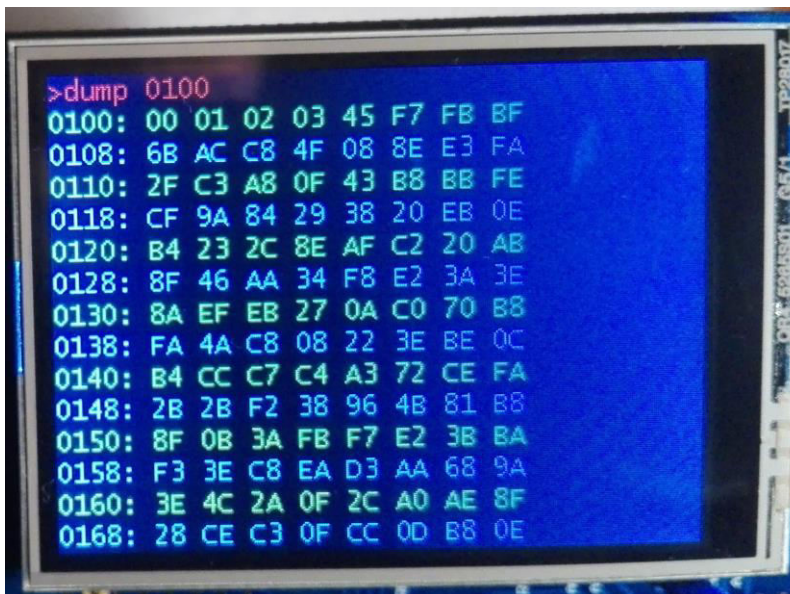 >dump 0100
0100: 00 01 02 03 45 F7 FB BF
0108: 6B AC C8 4F 08 8E E3 FA
0110: 2F C3 A8 0F 43 B8 BB FE
0118: CF 9A 84 29 38 20 EB 0E
0120: B4 23 2C 8E AF C2 20 AB
0128: 8F 46 AA 34 F8 E2 3A 3E
0130: 8A EF EB 27 0A C0 70 B8
0138: FA 4A C8 08 22 3E BE 0C
0140: B4 CC C7 C4 A3 72 CE FA
0148: 2B 2B F2 38 96 4B 81 B8
0150: 8F 0B 3A FB F7 E2 3B BA
0158: F3 3E C8 EA D3 AA 68 9A
0160: 3E 4C 2A 0F 2C A0 AE 8F
0168: 28 CE C3 0F CC 0D B8 0E